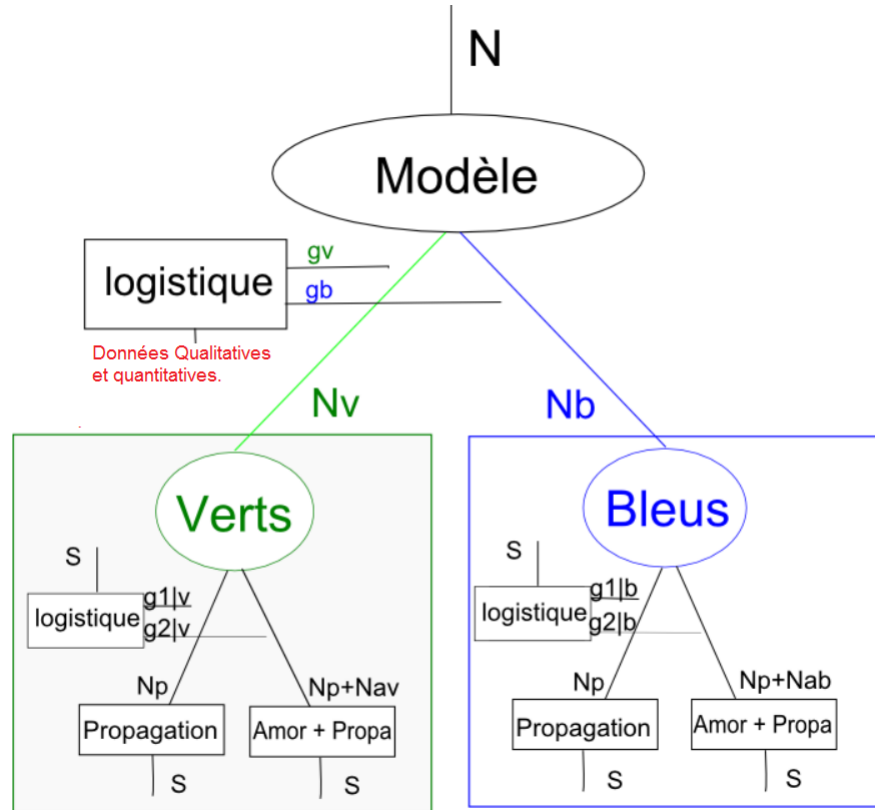 N
Modèle
logistique
gv
gb
Données Qualitatives
et quantitatives.
Nv
Nb
Verts
S
logistique
g1|v
g2|v
Np
Np+Nav
Propagation
Amor + Propa
S
S
Bleus
S
logistique
g1|b
g2|b
Np
Np+Nab
Propagation
Amor + Propa
S
S